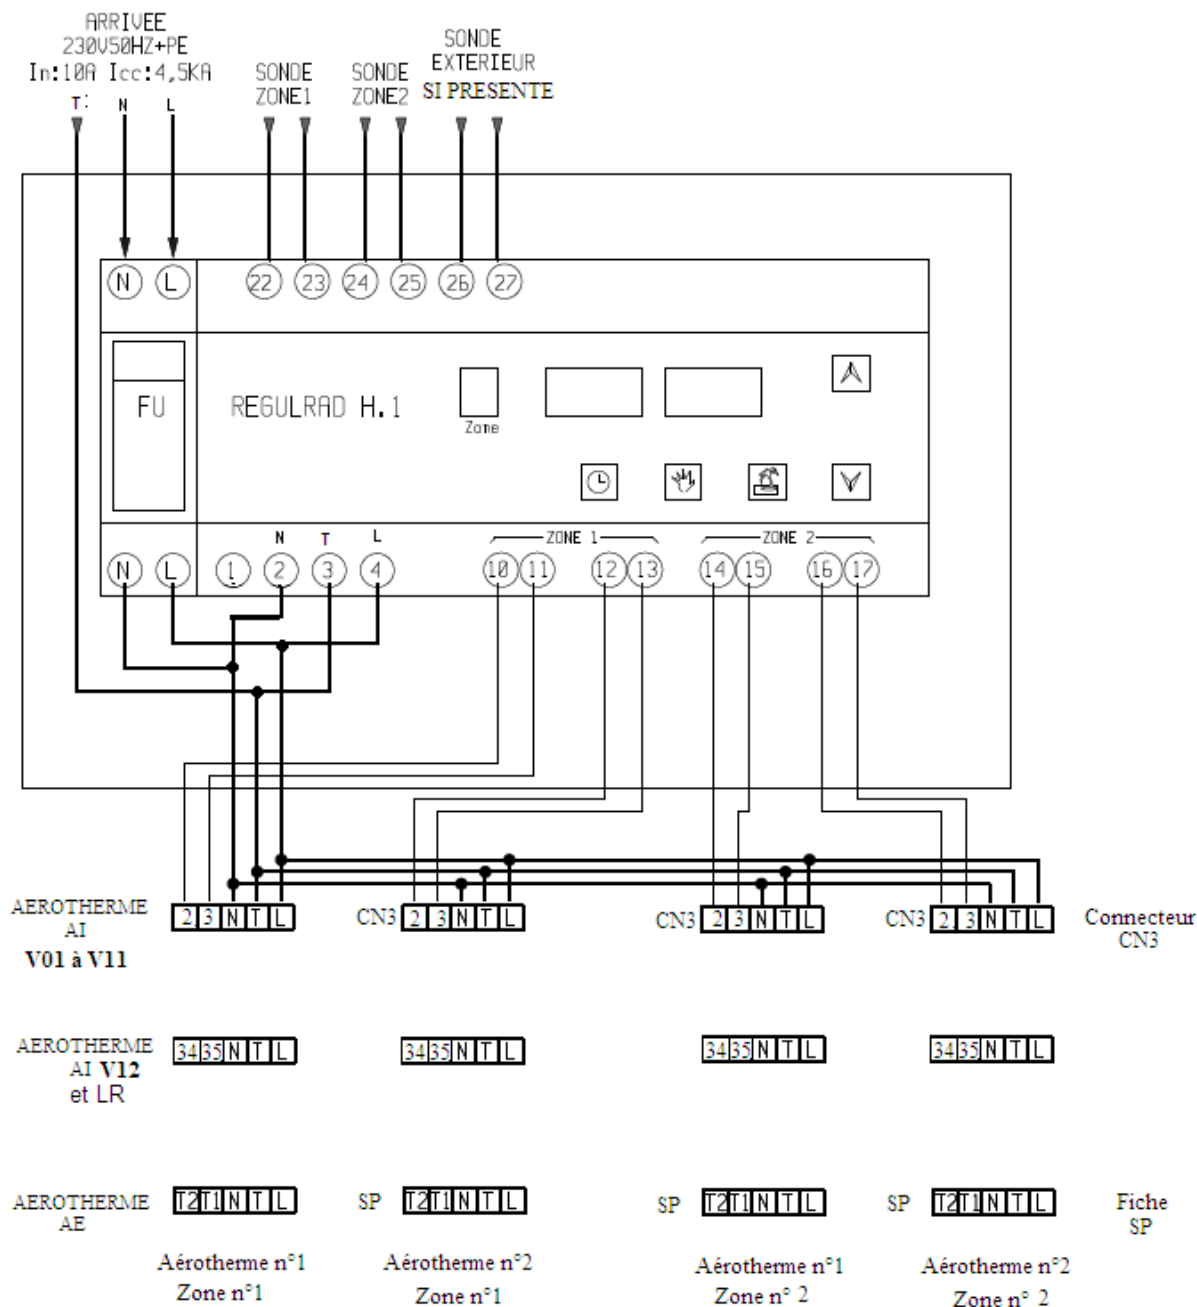 ARRIVEE
230V50HZ+PE
In:10A Icc:4,5KA
T: N L
SONDE
ZONE1
SONDE
ZONE2
SONDE
EXTERIEUR
SI PRESENTE
N L 22 23 24 25 26 27
FU
REGULRAD H.1
Zone
N T L
ZONE 1
ZONE 2
N L 1 2 3 4 10 11 12 13 14 15 16 17
AEROTHERME
AI
V01 à V11
2 3 N T L
CN3 2 3 N T L
CN3 2 3 N T L
CN3 2 3 N T L
Connecteur
CN3
AEROTHERME
AI V12
et LR
34 35 N T L
34 35 N T L
34 35 N T L
34 35 N T L
AEROTHERME
AE
T2 T1 N T L
SP T2 T1 N T L
SP T2 T1 N T L
SP T2 T1 N T L
Fiche
SP
Aérotherme n°1
Zone n°1
Aérotherme n°2
Zone n°1
Aérotherme n°1
Zone n° 2
Aérotherme n°2
Zone n° 2